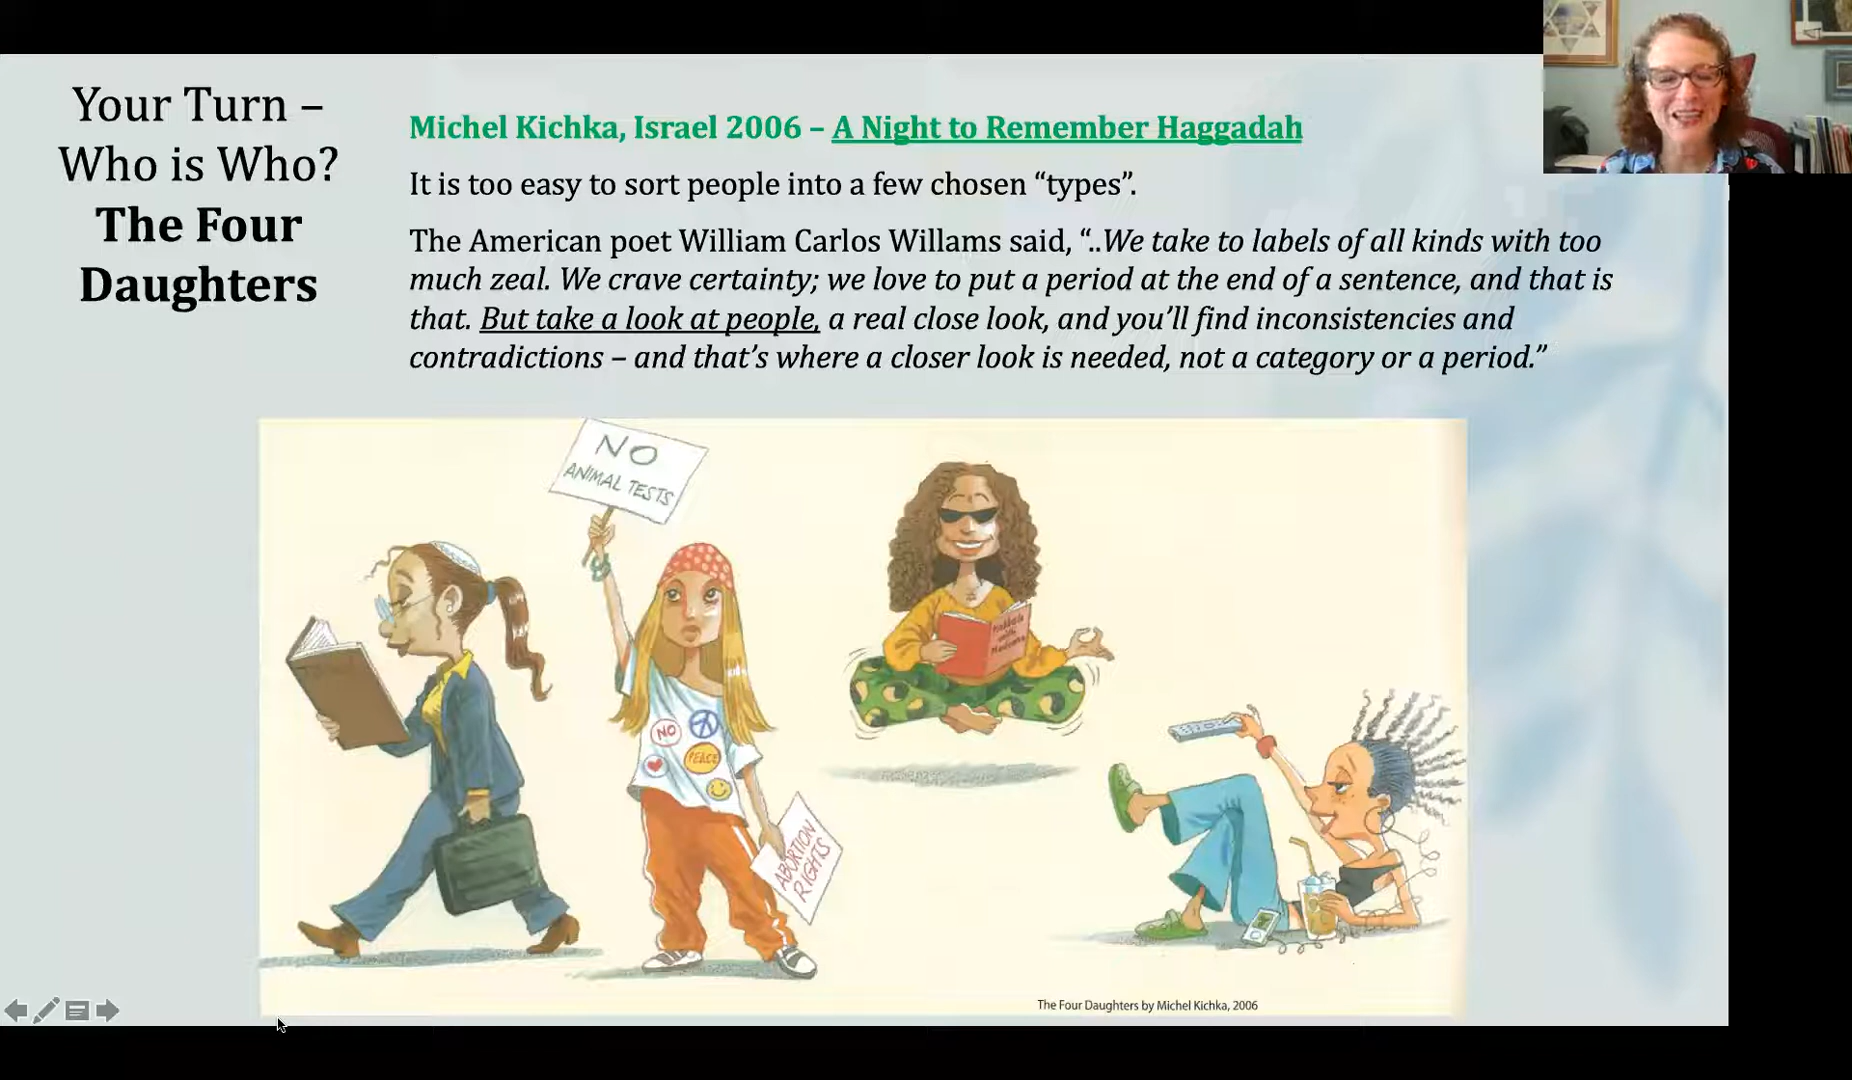 Your Turn –
Who is Who?
The Four
Daughters
Michel Kichka, Israel 2006 – A Night to Remember Haggadah
It is too easy to sort people into a few chosen “types”.
The American poet William Carlos Willams said, “..We take to labels of all kinds with too
much zeal. We crave certainty; we love to put a period at the end of a sentence, and that is
that. But take a look at people, a real close look, and you’ll find inconsistencies and
contradictions – and that’s where a closer look is needed, not a category or a period.”
NO
ANIMAL TESTS
NO
PEACE
ABORTION
RIGHTS
with
The Four Daughters by Michel Kichka, 2006